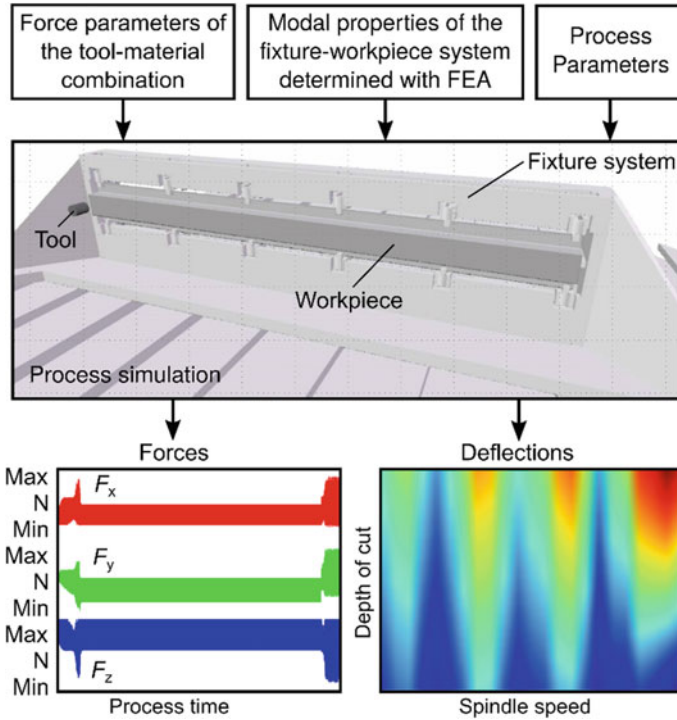 Force parameters of
the tool-material
combination
Modal properties of the
fixture-workpiece system
determined with FEA
Process
Parameters
Fixture system
Tool
Workpiece
Process simulation
Forces
Max
N
Min
Fx
Max
N
Min
Fy
Max
N
Min
Fz
Process time
Deflections
Depth of cut
Spindle speed